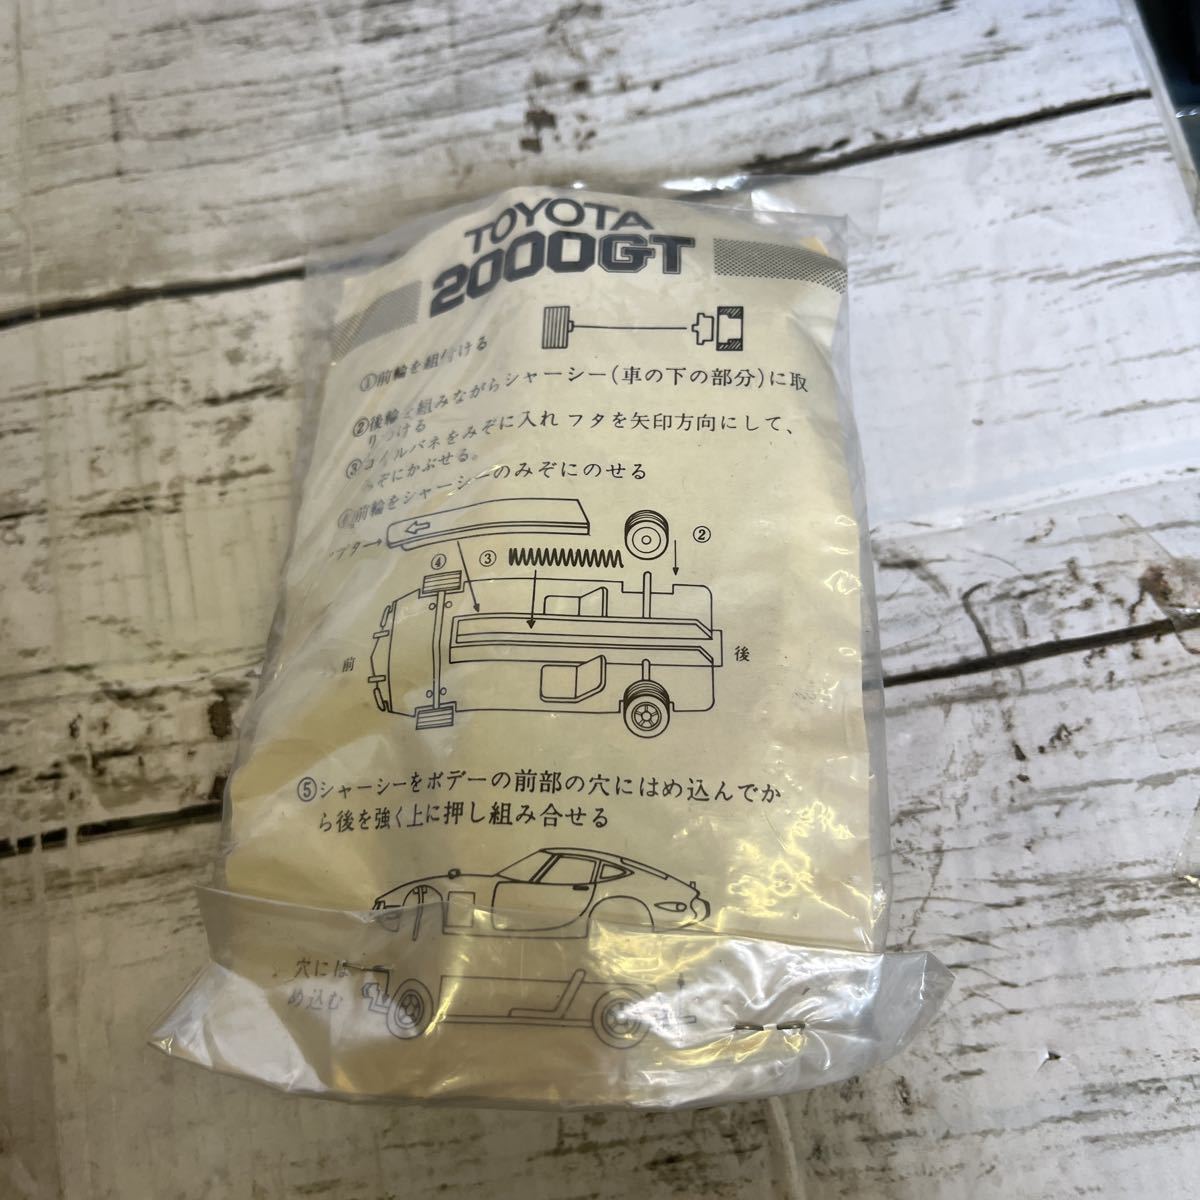 TOYOTA
2000GT
①前輪を組付ける
②後輪を組みながらシャーシー(車の下の部分)に取
りつける
③コイルバネをみぞに入れ フタを矢印方向にして、
みぞにかぶせる。
④前輪をシャーシーのみぞにのせる
フター→
②
③
④
前
後
⑤シャーシーをボデーの前部の穴にはめ込んでか
ら後を強く上に押し組み合せる
穴には
め込む